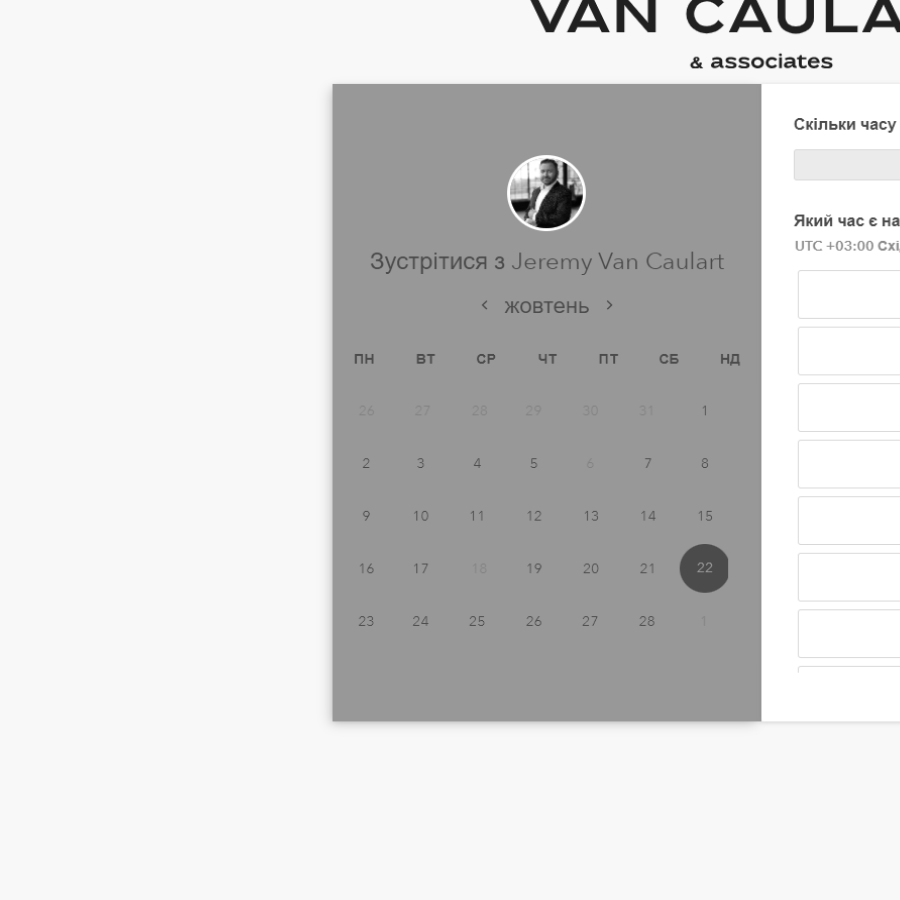 VAN CAULA
& associates
Зустрітися з Jeremy Van Caulart
жовтень
ПН ВТ СР ЧТ ПТ СБ НД
26 27 28 29 30 31 1
2 3 4 5 6 7 8
9 10 11 12 13 14 15
16 17 18 19 20 21 22
23 24 25 26 27 28 1
Скільки часу
Який час є на
UTC +03:00 Схі